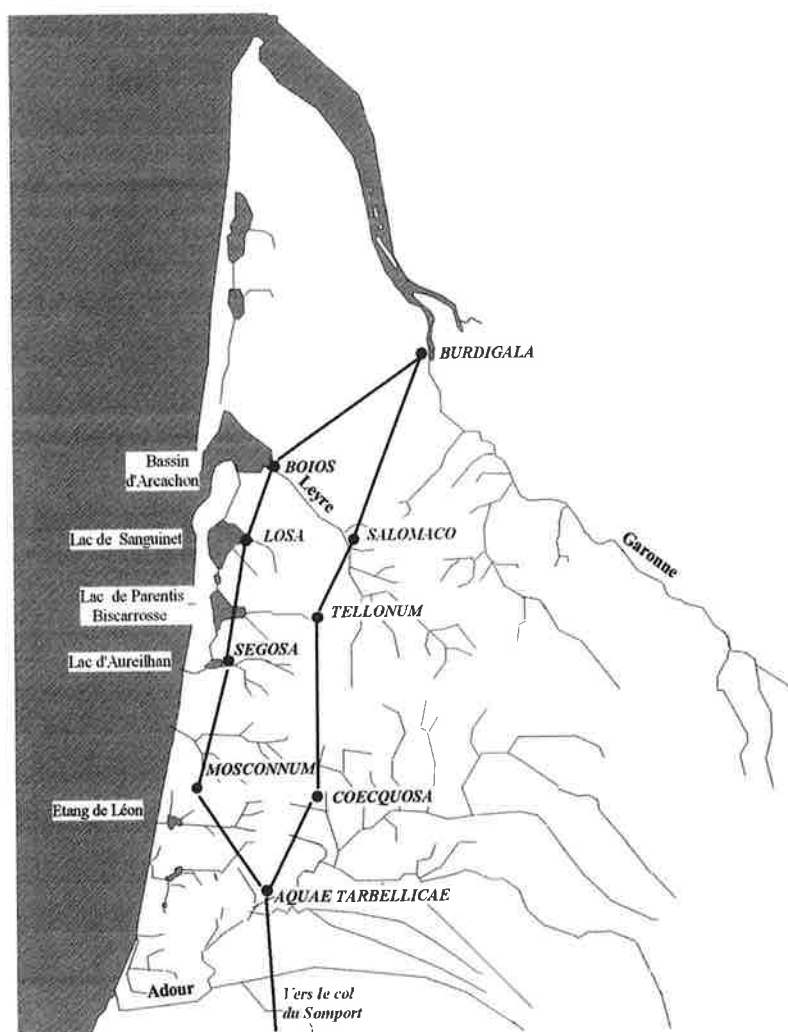 BURDIGALA
Bassin
d'Arcachon
BOIOS
Leyre
Lac de Sanguinet
LOSA
SALOMACO
Garonne
Lac de Parentis
Biscarrosse
TELLONUM
SEGOSA
Lac d'Aureilhan
MOSCONNUM
COECQUOSA
Etang de Léon
AQUAE TARBELLICAE
Adour
Vers le col
du Somport